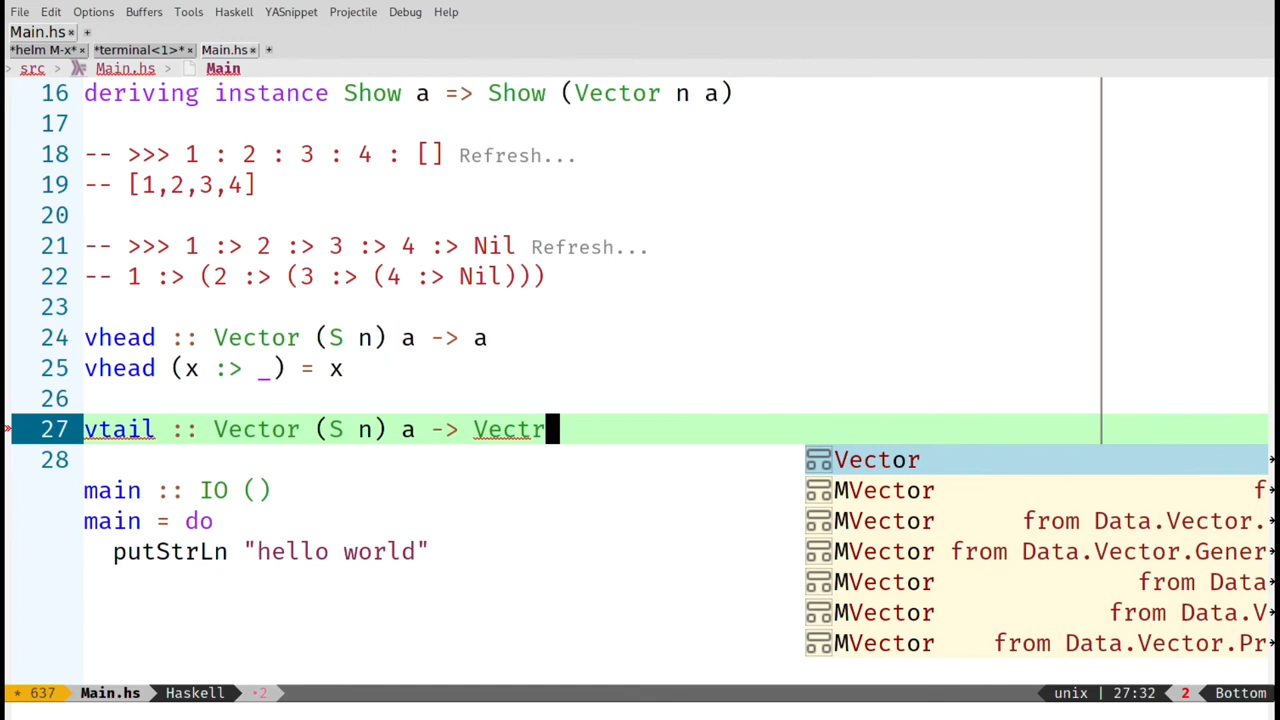 File Edit Options Buffers Tools Haskell YASnippet Projectile Debug Help
Main.hs × +
*helm M-x* × *terminal<1>* × Main.hs × +
> src > Main.hs > Main
16 deriving instance Show a => Show (Vector n a)
17
18 -- >>> 1 : 2 : 3 : 4 : [] Refresh...
19 -- [1,2,3,4]
20
21 -- >>> 1 :> 2 :> 3 :> 4 :> Nil Refresh...
22 -- 1 :> (2 :> (3 :> (4 :> Nil)))
23
24 vhead :: Vector (S n) a -> a
25 vhead (x :> _) = x
26
» 27 vtail :: Vector (S n) a -> Vectr
28
main :: IO ()
main = do
putStrLn "hello world"
Vector
MVector f
MVector from Data.Vector.
MVector from Data.Vector.Gener
MVector from Data
MVector from Data.V
MVector from Data.Vector.Pr
* 637 Main.hs Haskell •2 unix | 27:32 2 Bottom